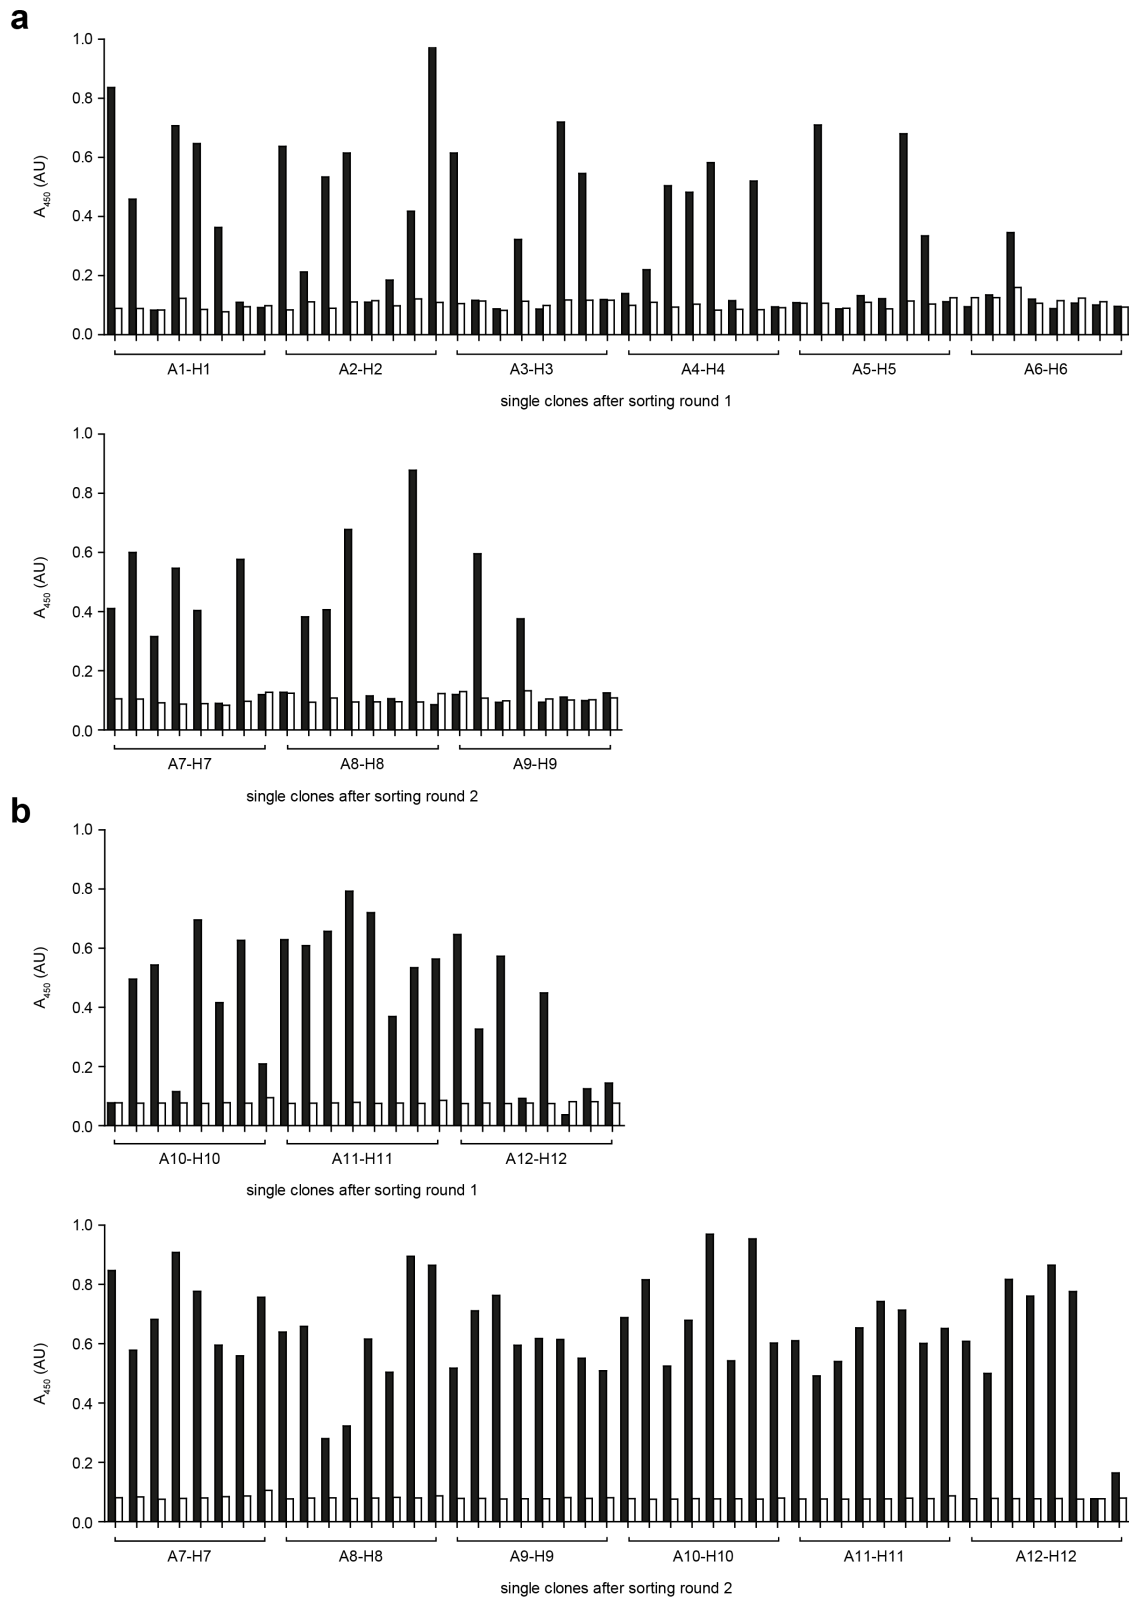 a
1.0
0.8
0.6
0.4
0.2
0.0
A450 (AU)
A1-H1 A2-H2 A3-H3 A4-H4 A5-H5 A6-H6
single clones after sorting round 1
1.0
0.8
0.6
0.4
0.2
0.0
A450 (AU)
A7-H7 A8-H8 A9-H9
single clones after sorting round 2
b
1.0
0.8
0.6
0.4
0.2
0.0
A450 (AU)
A10-H10 A11-H11 A12-H12
single clones after sorting round 1
1.0
0.8
0.6
0.4
0.2
0.0
A450 (AU)
A7-H7 A8-H8 A9-H9 A10-H10 A11-H11 A12-H12
single clones after sorting round 2